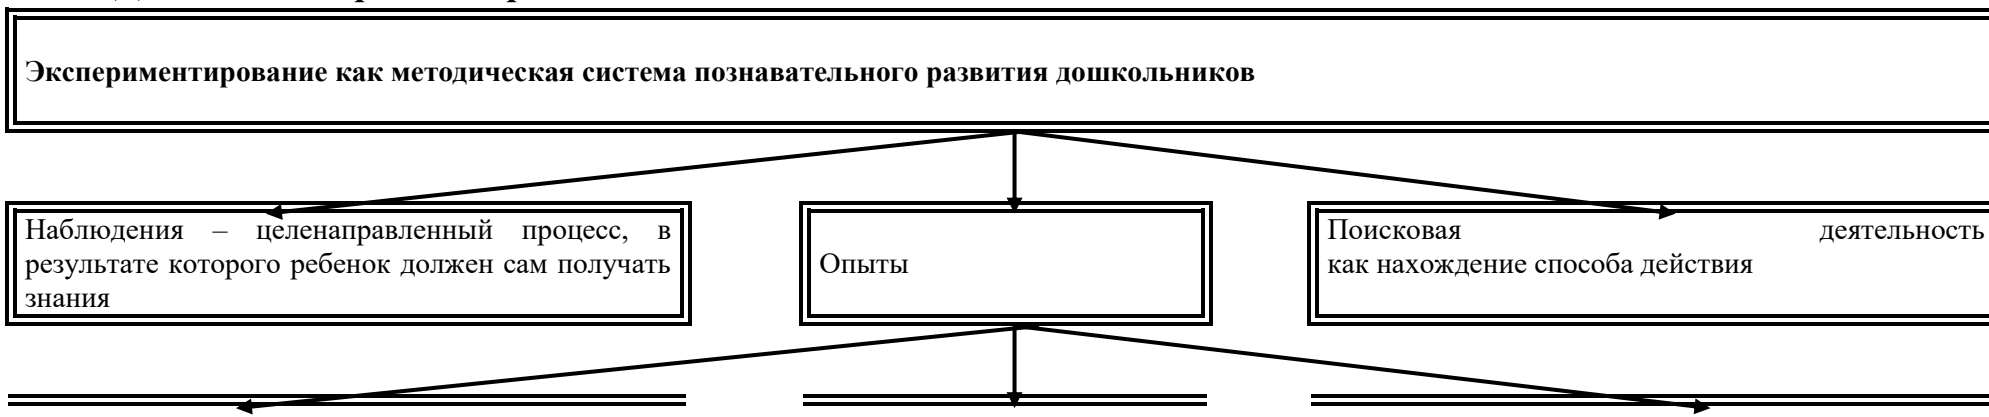 Экспериментирование как методическая система познавательного развития дошкольников
Наблюдения – целенаправленный процесс, в
результате которого ребенок должен сам получать
знания
Опыты
Поисковая деятельность
как нахождение способа действия